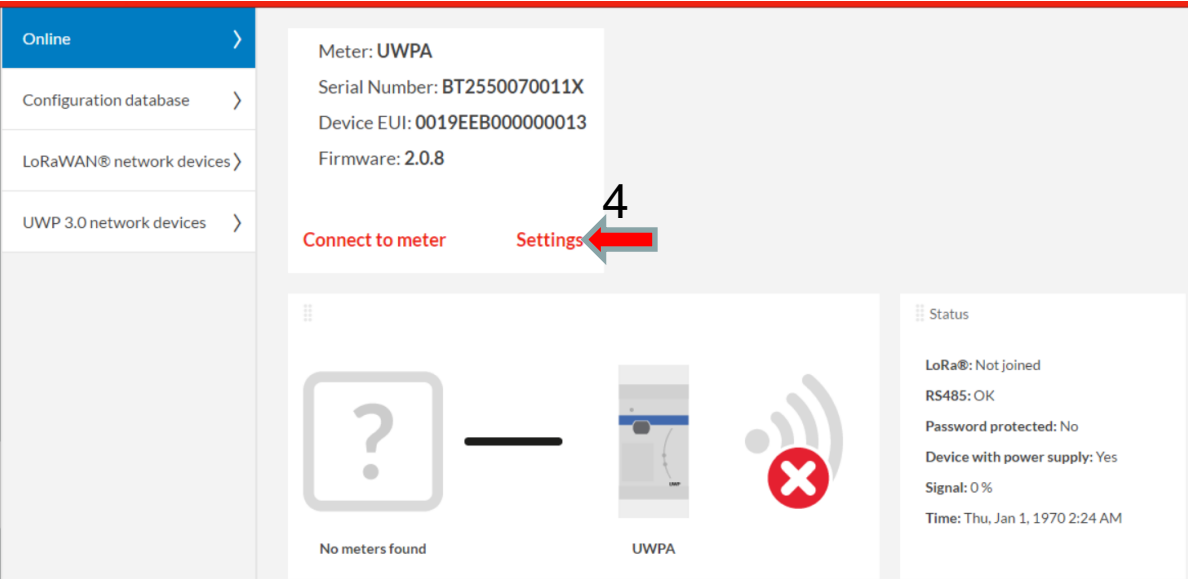 Online
Configuration database
LoRaWAN® network devices
UWP 3.0 network devices
Meter: UWPA
Serial Number: BT2550070011X
Device EUI: 0019EEB000000013
Firmware: 2.0.8
4
Connect to meter
Settings
?
No meters found
UWP
UWPA
Status
LoRa®: Not joined
RS485: OK
Password protected: No
Device with power supply: Yes
Signal: 0 %
Time: Thu, Jan 1, 1970 2:24 AM